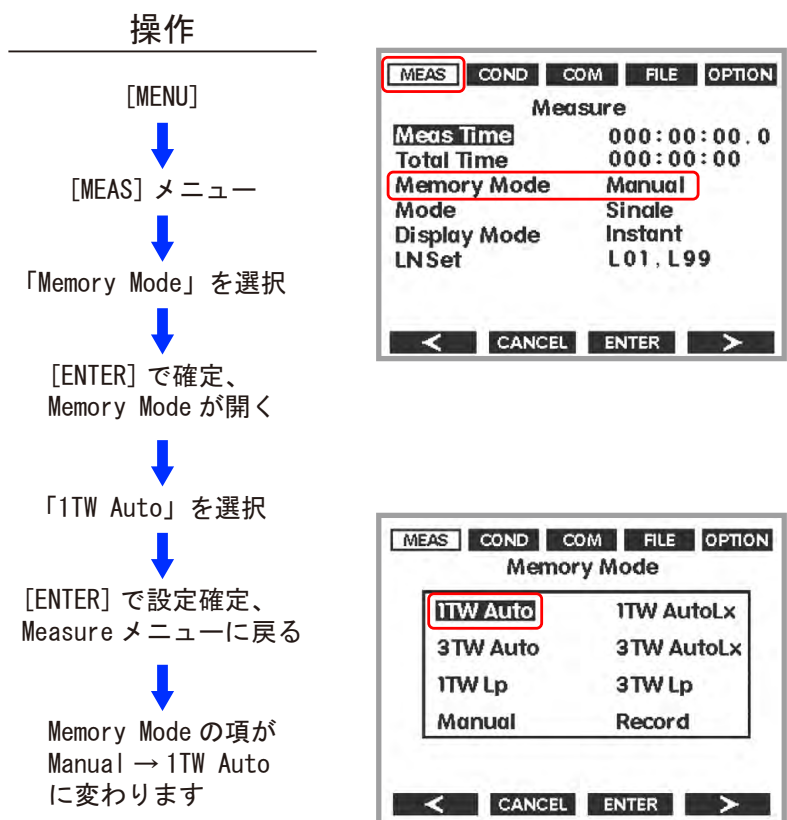 操作
[MENU]
[MEAS] メニュー
「Memory Mode」を選択
[ENTER] で確定、
Memory Mode が開く
「1TW Auto」を選択
[ENTER] で設定確定、
Measure メニューに戻る
Memory Mode の項が
Manual → 1TW Auto
に変わります
MEAS COND COM FILE OPTION
Measure
Meas Time 000:00:00.0
Total Time 000:00:00
Memory Mode Manual
Mode Sinale
Display Mode Instant
LN Set L01, L99
< CANCEL ENTER >
MEAS COND COM FILE OPTION
Memory Mode
1TW Auto 1TW AutoLx
3TW Auto 3TW AutoLx
1TW Lp 3TW Lp
Manual Record
< CANCEL ENTER >